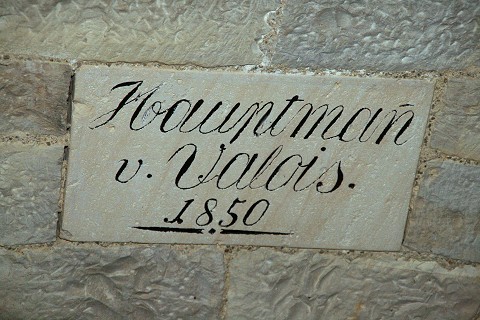 Hauptmañ
v. Valois.
1850